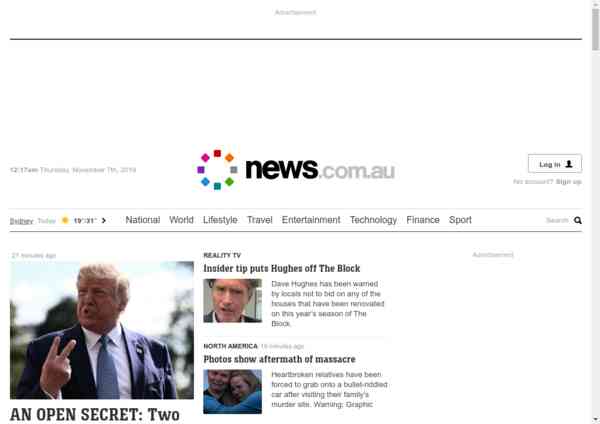 Advertisement
12:17am Thursday, November 7th, 2019
news.com.au
Log in
No account? Sign up
Sydney Today 19°/31° National World Lifestyle Travel Entertainment Technology Finance Sport Search
27 minutes ago
REALITY TV
Advertisement
Insider tip puts Hughes off The Block
Dave Hughes has been warned
by locals not to bid on any of the
houses that have been renovated
on this year's season of The
Block.
NORTH AMERICA 19 minutes ago
Photos show aftermath of massacre
Heartbroken relatives have been
forced to grab onto a bullet-riddled
car after visiting their family's
murder site. Warning: Graphic
AN OPEN SECRET: Two